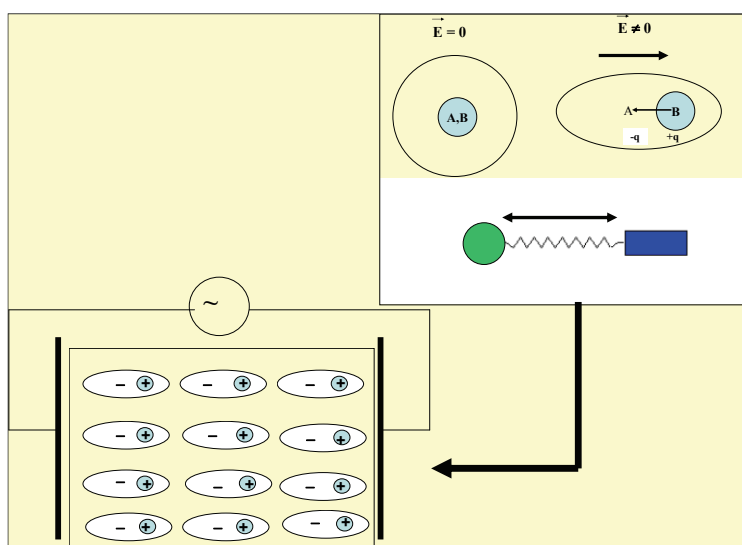 E = 0
E ≠ 0
A,B
A
B
-q
+q
~
− + − + − +
− + − + − +
− + − + − +
− + − + − +